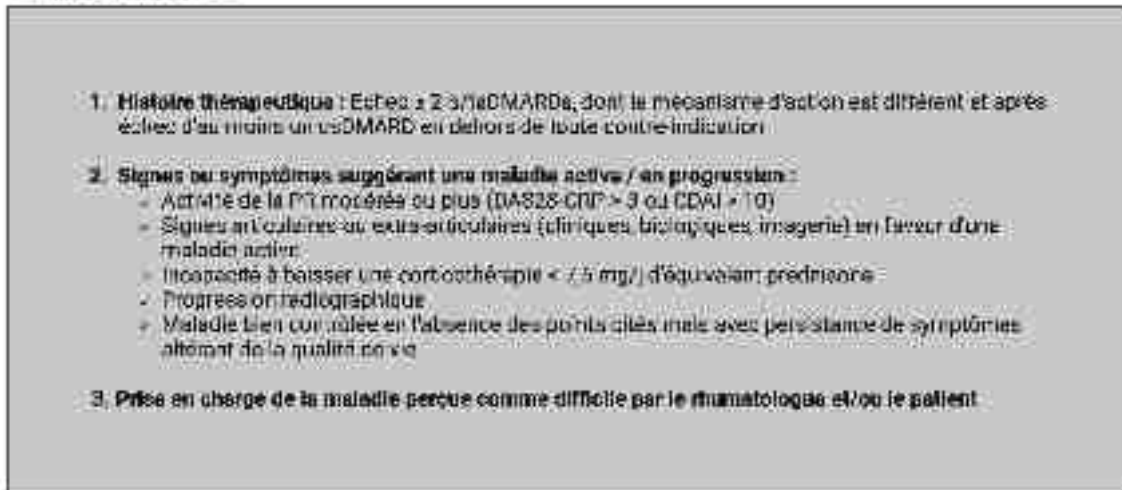 1. Histoire thérapeutique : Echec ≥ 2 b/tsDMARDs, dont le mécanisme d'action est différent et après
échec d'au moins un csDMARD en dehors de toute contre-indication
2. Signes ou symptômes suggérant une maladie active / en progression :
Activité de la PR modérée ou plus (DAS28-CRP > 3 ou CDAI > 10)
Signes articulaires ou extra-articulaires (cliniques, biologiques, imagerie) en faveur d'une
maladie active
Incapacité à baisser une corticothérapie < 7,5 mg/j d'équivalent prednisone
Progression radiographique
Maladie bien contrôlée en l'absence des points cités mais avec persistance de symptômes
altérant de la qualité de vie
3. Prise en charge de la maladie perçue comme difficile par le rhumatologue et/ou le patient